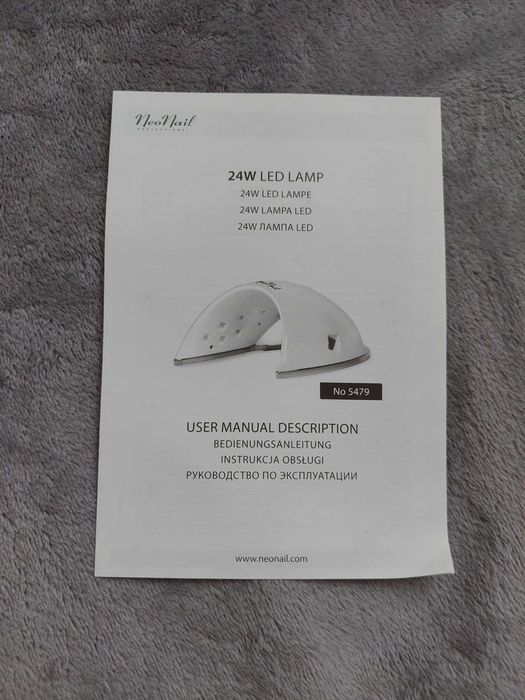 NeoNail
PROFESSIONAL
24W LED LAMP
24W LED LAMPE
24W LAMPA LED
24W ЛАМПА LED
No 5479
USER MANUAL DESCRIPTION
BEDIENUNGSANLEITUNG
INSTRUKCJA OBSŁUGI
РУКОВОДСТВО ПО ЭКСПЛУАТАЦИИ
www.neonail.com